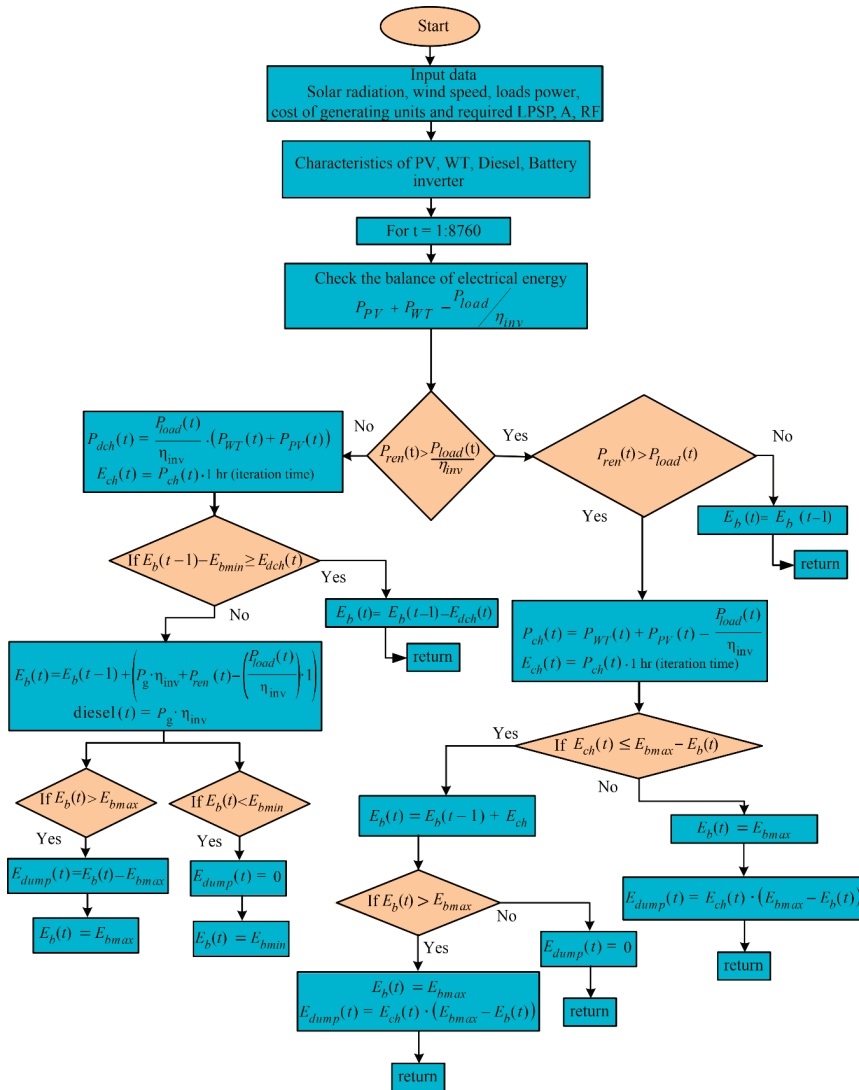 Start
Input data
Solar radiation, wind speed, loads power,
cost of generating units and required LPSP, A, RF
Characteristics of PV, WT, Diesel, Battery
inverter
For t = 1:8760
Check the balance of electrical energy
P_PV + P_WT − P_load / η_inv
P_ren(t) > P_load(t) / η_inv
No
Yes
P_dch(t) = P_load(t) / η_inv · (P_WT(t) + P_PV(t))
E_ch(t) = P_ch(t) · 1 hr (iteration time)
If E_b(t−1) − E_bmin ≥ E_dch(t)
Yes
E_b(t) = E_b(t−1) − E_dch(t)
return
No
E_b(t) = E_b(t−1) + (P_g · η_inv + P_ren(t) − (P_load(t) / η_inv) · 1)
diesel(t) = P_g · η_inv
If E_b(t) > E_bmax
Yes
E_dump(t) = E_b(t) − E_bmax
E_b(t) = E_bmax
If E_b(t) < E_bmin
Yes
E_dump(t) = 0
E_b(t) = E_bmin
P_ren(t) > P_load(t)
No
E_b(t) = E_b(t−1)
return
Yes
P_ch(t) = P_WT(t) + P_PV(t) − P_load(t) / η_inv
E_ch(t) = P_ch(t) · 1 hr (iteration time)
If E_ch(t) ≤ E_bmax − E_b(t)
Yes
E_b(t) = E_b(t−1) + E_ch
If E_b(t) > E_bmax
No
E_dump(t) = 0
return
Yes
E_b(t) = E_bmax
E_dump(t) = E_ch(t) · (E_bmax − E_b(t))
return
No
E_b(t) = E_bmax
E_dump(t) = E_ch(t) · (E_bmax − E_b(t))
return